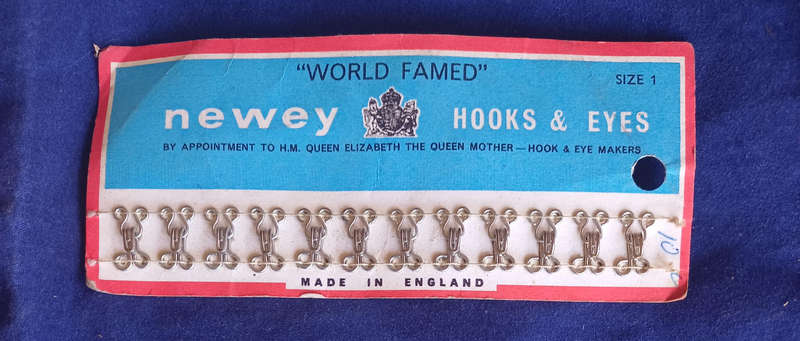 "WORLD FAMED"
SIZE 1
newey HOOKS & EYES
BY APPOINTMENT TO H.M. QUEEN ELIZABETH THE QUEEN MOTHER—HOOK & EYE MAKERS
MADE IN ENGLAND